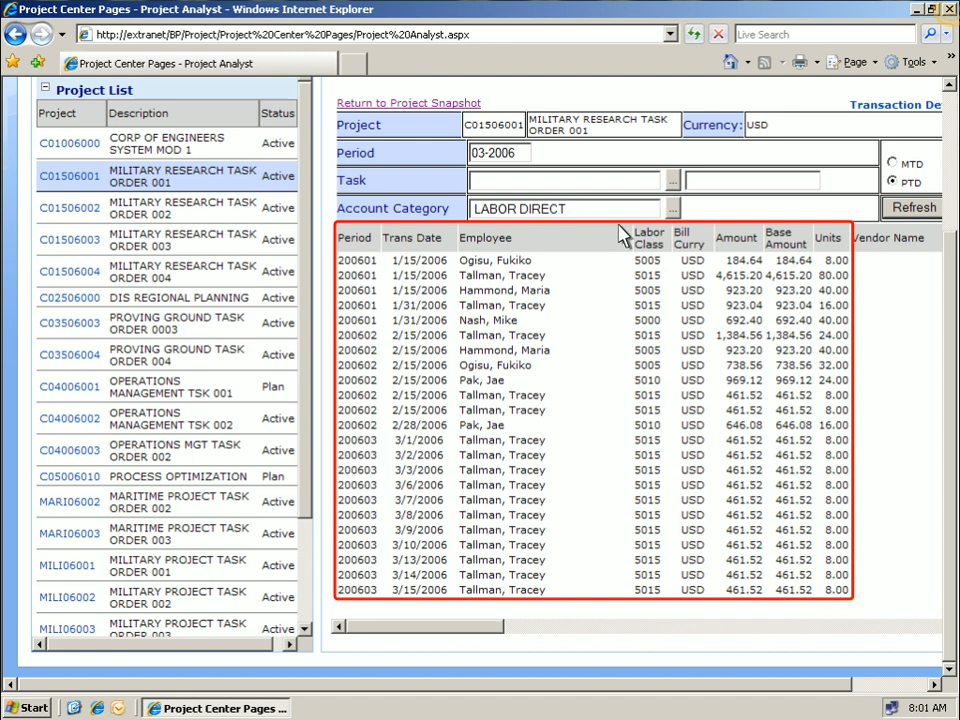 Project Center Pages - Project Analyst - Windows Internet Explorer
http://extranet/BP/Project/Project%20Center%20Pages/Project%20Analyst.aspx
Live Search
Project Center Pages - Project Analyst
Page
Tools
Project List
Project Description Status
C01006000 CORP OF ENGINEERS SYSTEM MOD 1 Active
C01506001 MILITARY RESEARCH TASK ORDER 001 Active
C01506002 MILITARY RESEARCH TASK ORDER 002 Active
C01506003 MILITARY RESEARCH TASK ORDER 003 Active
C01506004 MILITARY RESEARCH TASK ORDER 004 Active
C02506000 DIS REGIONAL PLANNING Active
C03506003 PROVING GROUND TASK ORDER 0003 Active
C03506004 PROVING GROUND TASK ORDER 004 Active
C04006001 OPERATIONS MANAGEMENT TSK 001 Plan
C04006002 OPERATIONS MANAGEMENT TSK 002 Active
C04006003 OPERATIONS MGT TASK ORDER 003 Active
C05006010 PROCESS OPTIMIZATION Plan
MARI06002 MARITIME PROJECT TASK ORDER 002 Active
MARI06003 MARITIME PROJECT TASK ORDER 003 Active
MILI06001 MILITARY PROJECT TASK ORDER 001 Active
MILI06002 MILITARY PROJECT TASK ORDER 002 Active
MILI06003 MILITARY PROJECT TASK ORDER 003 Active
Return to Project Snapshot
Transaction De
Project C01506001 MILITARY RESEARCH TASK ORDER 001 Currency: USD
Period 03-2006
MTD
Task ...
PTD
Account Category LABOR DIRECT ... Refresh
Period Trans Date Employee Labor Class Bill Curry Amount Base Amount Units Vendor Name
200601 1/15/2006 Ogisu, Fukiko 5005 USD 184.64 184.64 8.00
200601 1/15/2006 Tallman, Tracey 5015 USD 4,615.20 4,615.20 80.00
200601 1/15/2006 Hammond, Maria 5005 USD 923.20 923.20 40.00
200601 1/31/2006 Tallman, Tracey 5015 USD 923.04 923.04 16.00
200601 1/31/2006 Nash, Mike 5000 USD 692.40 692.40 40.00
200602 2/15/2006 Tallman, Tracey 5015 USD 1,384.56 1,384.56 24.00
200602 2/15/2006 Hammond, Maria 5005 USD 923.20 923.20 40.00
200602 2/15/2006 Ogisu, Fukiko 5005 USD 738.56 738.56 32.00
200602 2/15/2006 Pak, Jae 5010 USD 969.12 969.12 24.00
200602 2/15/2006 Tallman, Tracey 5015 USD 461.52 461.52 8.00
200602 2/15/2006 Tallman, Tracey 5015 USD 461.52 461.52 8.00
200602 2/28/2006 Pak, Jae 5010 USD 646.08 646.08 16.00
200603 3/1/2006 Tallman, Tracey 5015 USD 461.52 461.52 8.00
200603 3/2/2006 Tallman, Tracey 5015 USD 461.52 461.52 8.00
200603 3/3/2006 Tallman, Tracey 5015 USD 461.52 461.52 8.00
200603 3/6/2006 Tallman, Tracey 5015 USD 461.52 461.52 8.00
200603 3/7/2006 Tallman, Tracey 5015 USD 461.52 461.52 8.00
200603 3/8/2006 Tallman, Tracey 5015 USD 461.52 461.52 8.00
200603 3/9/2006 Tallman, Tracey 5015 USD 461.52 461.52 8.00
200603 3/10/2006 Tallman, Tracey 5015 USD 461.52 461.52 8.00
200603 3/13/2006 Tallman, Tracey 5015 USD 461.52 461.52 8.00
200603 3/14/2006 Tallman, Tracey 5015 USD 461.52 461.52 8.00
200603 3/15/2006 Tallman, Tracey 5015 USD 461.52 461.52 8.00
Start
Project Center Pages ...
8:01 AM